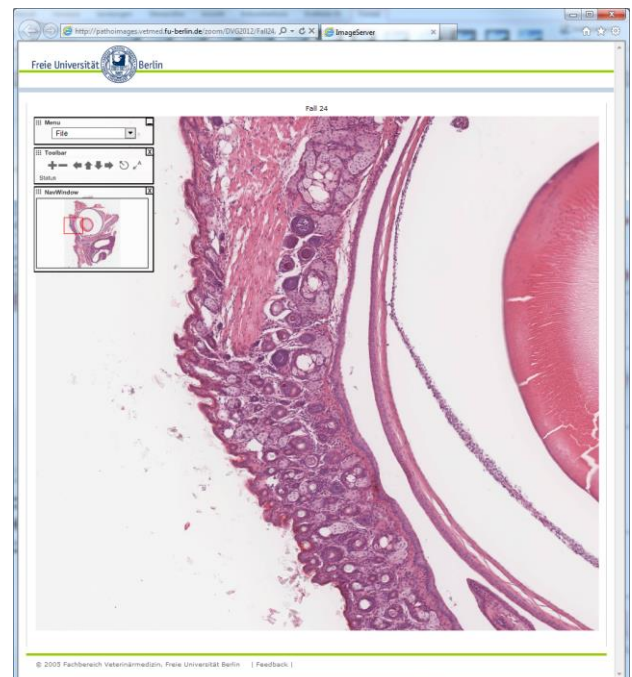 http://pathoimages.vetmed.fu-berlin.de/zoom/DVG2012/Fall24.
ImageServer
Freie Universität Berlin
Fall 24
Menu
File
Toolbar
Status
NavWindow
© 2005 Fachbereich Veterinärmedizin, Freie Universität Berlin | Feedback |